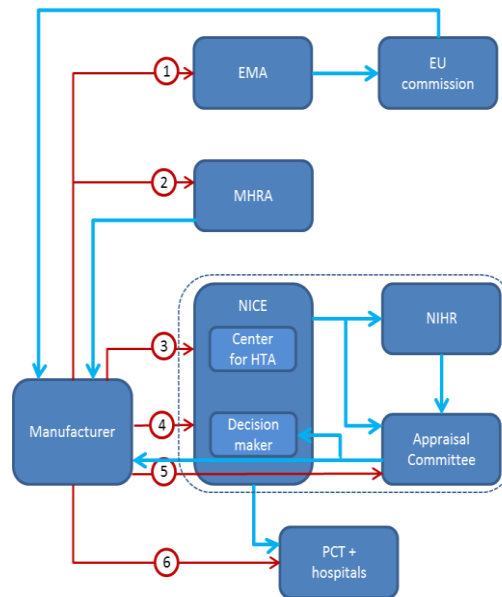 1
EMA
EU
commission
2
MHRA
NICE
NIHR
3
Center
for HTA
Manufacturer
4
Decision
maker
Appraisal
Committee
5
PCT +
hospitals
6